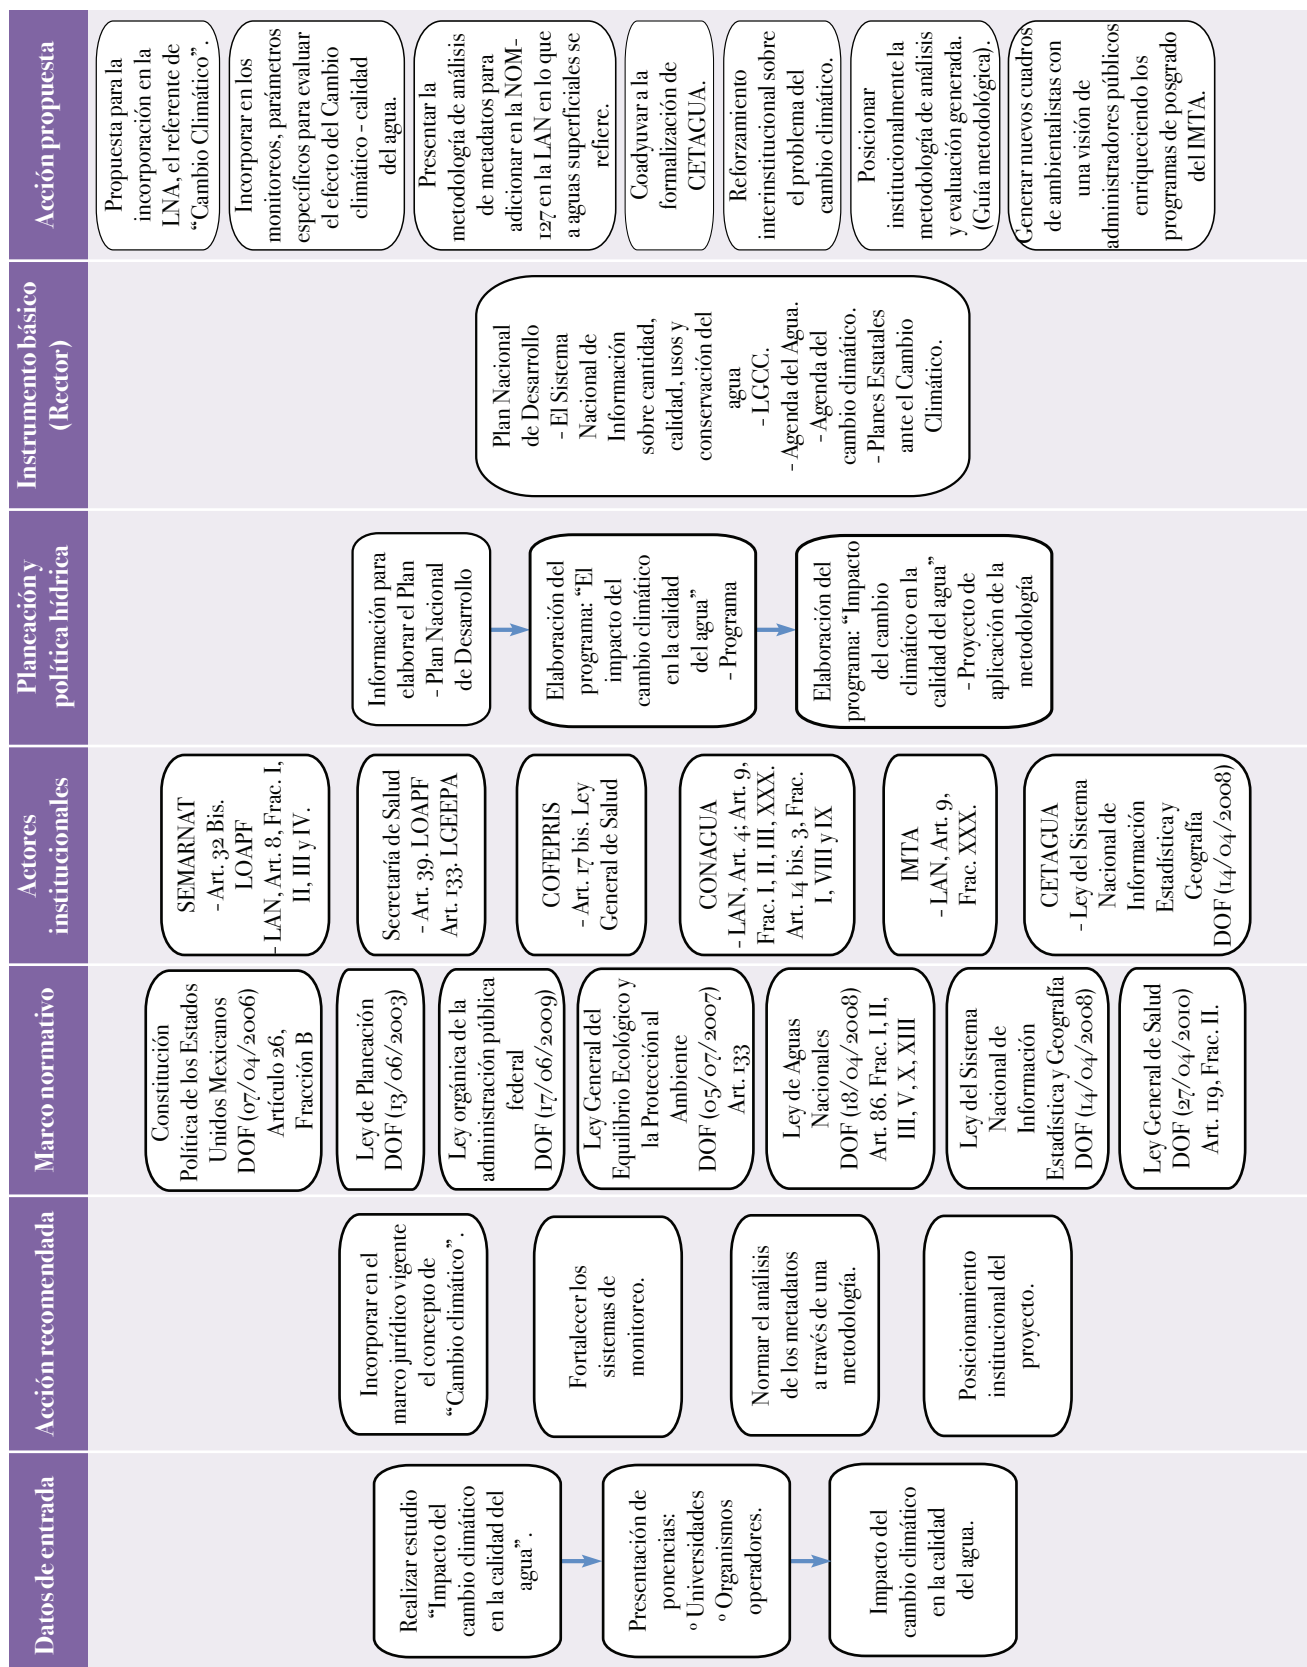 Datos de entrada
Realizar estudio
“Impacto del
cambio climático
en la calidad del
agua”.
Presentación de
ponencias:
º Universidades
º Organismos
operadores.
Impacto del
cambio climático
en la calidad
del agua.
Acción recomendada
Incorporar en el
marco jurídico vigente
el concepto de
“Cambio climático”.
Fortalecer los
sistemas de
monitoreo.
Normar el análisis
de los metadatos
a través de una
metodología.
Posicionamiento
institucional del
proyecto.
Marco normativo
Constitución
Política de los Estados
Unidos Mexicanos
DOF (07/04/2006)
Artículo 26,
Fracción B
Ley de Planeación
DOF (13/06/2003)
Ley orgánica de la
administración pública
federal
DOF (17/06/2009)
Ley General del
Equilibrio Ecológico y
la Protección al
Ambiente
DOF (05/07/2007)
Art. 133
Ley de Aguas
Nacionales
DOF (18/04/2008)
Art. 86. Frac. I, II,
III, V, X, XIII
Ley del Sistema
Nacional de
Información
Estadística y Geografía
DOF (14/04/2008)
Ley General de Salud
DOF (27/04/2010)
Art. 119, Frac. II.
Actores
institucionales
SEMARNAT
- Art. 32 Bis.
LOAPF
- LAN, Art. 8, Frac. I,
II, III y IV.
Secretaría de Salud
- Art. 39. LOAPF
Art. 133. LGEEPA
COFEPRIS
- Art. 17 bis. Ley
General de Salud
CONAGUA
- LAN, Art. 4; Art. 9,
Frac. I, II, III, XXX.
Art. 14 bis. 3, Frac.
I, VIII y IX
IMTA
- LAN, Art. 9,
Frac. XXX.
CETAGUA
- Ley del Sistema
Nacional de
Información
Estadística y
Geografía
DOF (14/04/2008)
Planeación y
política hídrica
Información para
elaborar el Plan
- Plan Nacional
de Desarrollo
Elaboración del
programa: “El
impacto del
cambio climático
en la calidad
del agua”
- Programa
Elaboración del
programa: “Impacto
del cambio
climático en la
calidad del agua”
- Proyecto de
aplicación de la
metodología
Instrumento básico
(Rector)
Plan Nacional
de Desarrollo
- El Sistema
Nacional de
Información
sobre cantidad,
calidad, usos y
conservación del
agua
- LGCC.
- Agenda del Agua.
- Agenda del
cambio climático.
- Planes Estatales
ante el Cambio
Climático.
Acción propuesta
Propuesta para la
incorporación en la
LNA, el referente de
“Cambio Climático”.
Incorporar en los
monitoreos, parámetros
específicos para evaluar
el efecto del Cambio
climático - calidad
del agua.
Presentar la
metodología de análisis
de metadatos para
adicionar en la NOM-
127 en la LAN en lo que
a aguas superficiales se
refiere.
Coadyuvar a la
formalización de
CETAGUA.
Reforzamiento
interinstitucional sobre
el problema del
cambio climático.
Posicionar
institucionalmente la
metodología de análisis
y evaluación generada.
(Guía metodológica).
Generar nuevos cuadros
de ambientalistas con
una visión de
administradores públicos
enriqueciendo los
programas de posgrado
del IMTA.